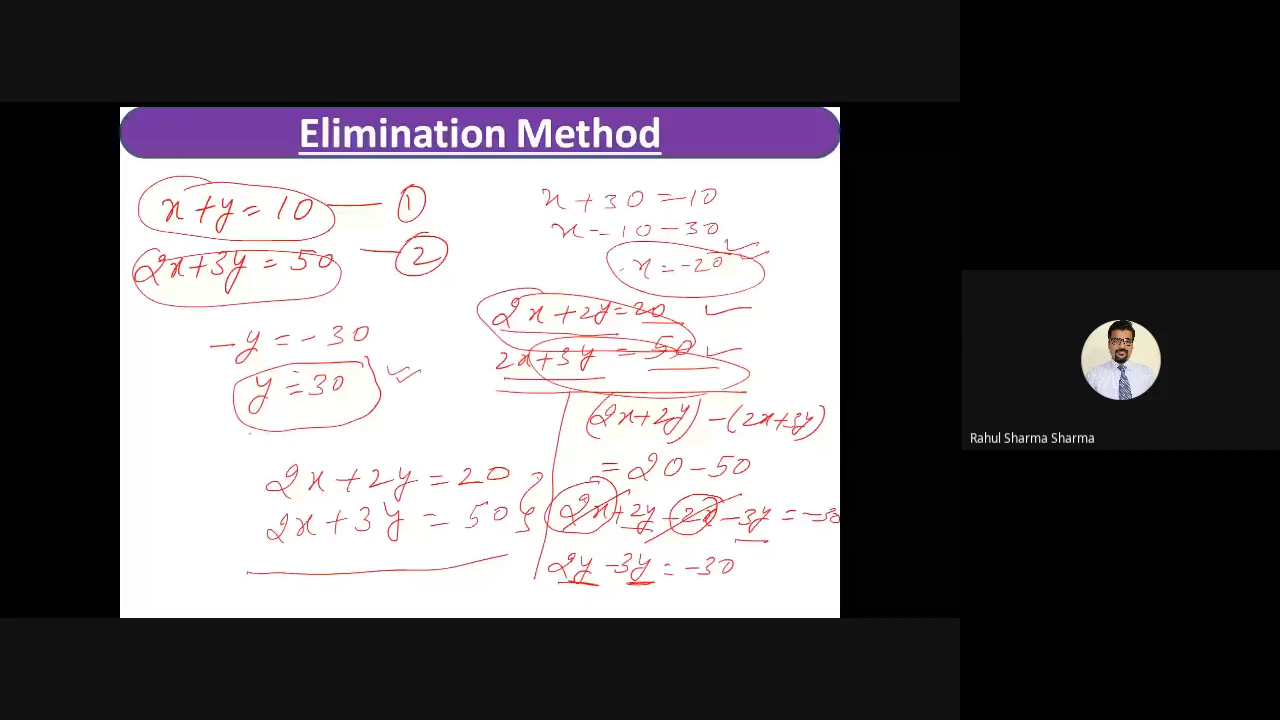 Elimination Method
x + y = 10 — 1
2x + 3y = 50 — 2
- y = - 30
y = 30
2x + 2y = 20
2x + 3y = 50
x + 30 = 10
x = 10 - 30
x = -20
2x + 2y = 20
2x + 3y = 50
(2x + 2y) - (2x + 3y)
= 20 - 50
2x + 2y - 2x - 3y = -30
2y - 3y = -30
Rahul Sharma Sharma